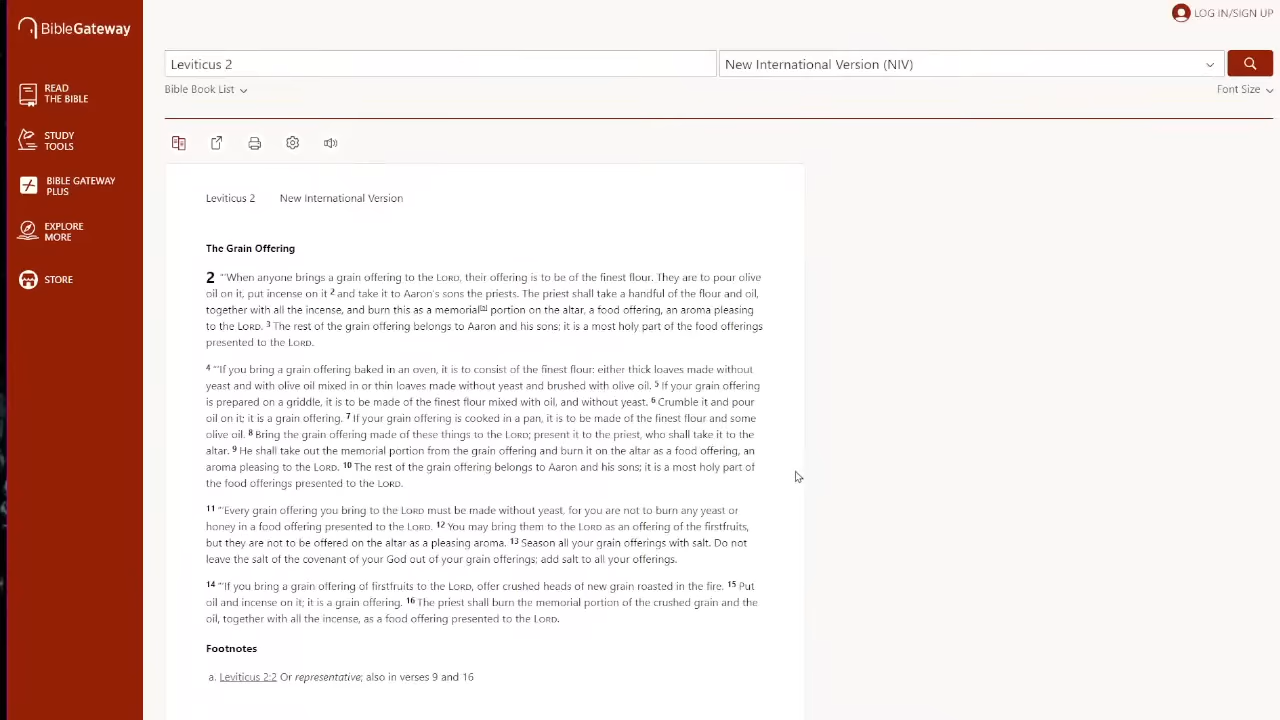 BibleGateway
LOG IN/SIGN UP
Leviticus 2
New International Version (NIV)
Bible Book List
Font Size
READ
THE BIBLE
STUDY
TOOLS
BIBLE GATEWAY
PLUS
EXPLORE
MORE
STORE
Leviticus 2 New International Version
The Grain Offering
2 “‘When anyone brings a grain offering to the LORD, their offering is to be of the finest flour. They are to pour olive
oil on it, put incense on it 2 and take it to Aaron’s sons the priests. The priest shall take a handful of the flour and oil,
together with all the incense, and burn this as a memorial[a] portion on the altar, a food offering, an aroma pleasing
to the LORD. 3 The rest of the grain offering belongs to Aaron and his sons; it is a most holy part of the food offerings
presented to the LORD.
4 “‘If you bring a grain offering baked in an oven, it is to consist of the finest flour: either thick loaves made without
yeast and with olive oil mixed in or thin loaves made without yeast and brushed with olive oil. 5 If your grain offering
is prepared on a griddle, it is to be made of the finest flour mixed with oil, and without yeast. 6 Crumble it and pour
oil on it; it is a grain offering. 7 If your grain offering is cooked in a pan, it is to be made of the finest flour and some
olive oil. 8 Bring the grain offering made of these things to the LORD; present it to the priest, who shall take it to the
altar. 9 He shall take out the memorial portion from the grain offering and burn it on the altar as a food offering, an
aroma pleasing to the LORD. 10 The rest of the grain offering belongs to Aaron and his sons; it is a most holy part of
the food offerings presented to the LORD.
11 “‘Every grain offering you bring to the LORD must be made without yeast, for you are not to burn any yeast or
honey in a food offering presented to the LORD. 12 You may bring them to the LORD as an offering of the firstfruits,
but they are not to be offered on the altar as a pleasing aroma. 13 Season all your grain offerings with salt. Do not
leave the salt of the covenant of your God out of your grain offerings; add salt to all your offerings.
14 “‘If you bring a grain offering of firstfruits to the LORD, offer crushed heads of new grain roasted in the fire. 15 Put
oil and incense on it; it is a grain offering. 16 The priest shall burn the memorial portion of the crushed grain and the
oil, together with all the incense, as a food offering presented to the LORD.
Footnotes
a. Leviticus 2:2 Or representative; also in verses 9 and 16